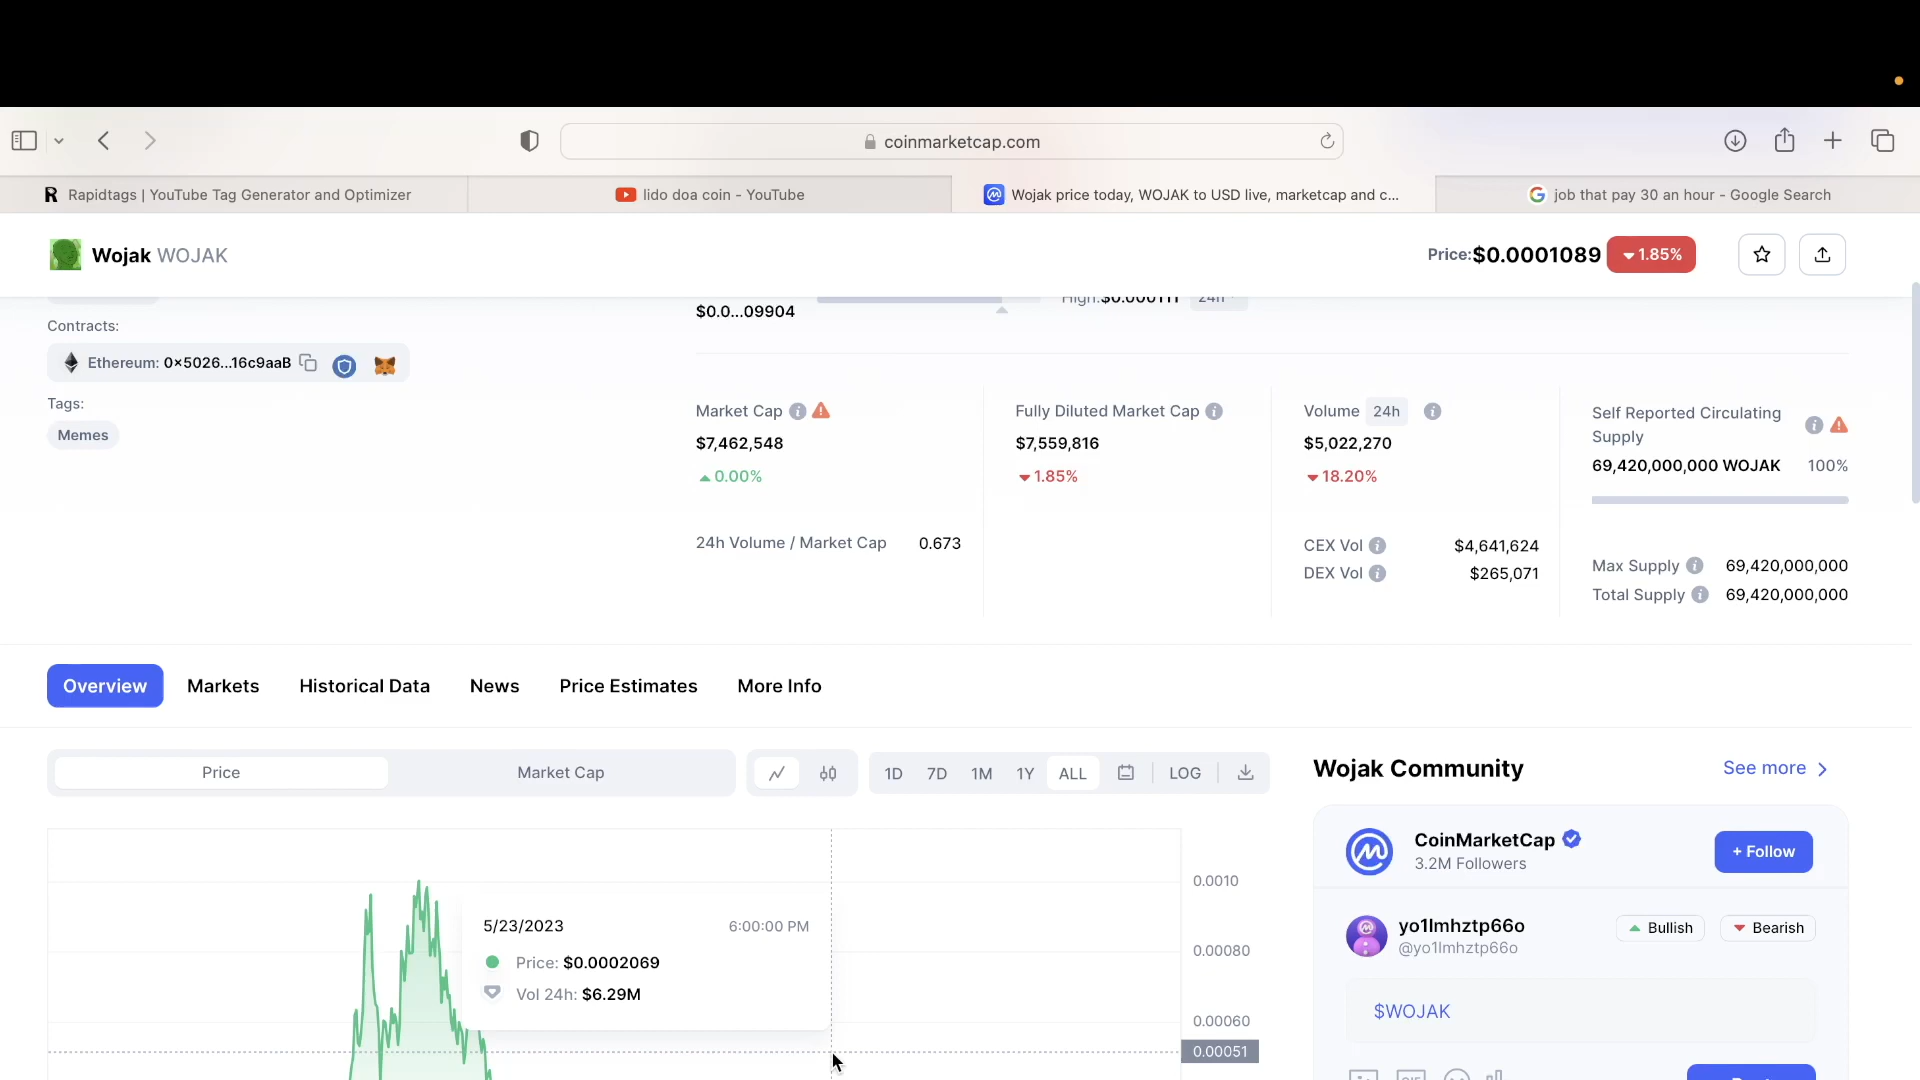 coinmarketcap.com
Rapidtags | YouTube Tag Generator and Optimizer
lido doa coin - YouTube
Wojak price today, WOJAK to USD live, marketcap and c...
job that pay 30 an hour - Google Search
Wojak WOJAK
Price:$0.0001089 1.85%
$0.0...09904
High:$0.000111 24h
Contracts:
Ethereum: 0×5026...16c9aaB
Tags:
Memes
Market Cap
$7,462,548
0.00%
24h Volume / Market Cap 0.673
Fully Diluted Market Cap
$7,559,816
1.85%
Volume 24h
$5,022,270
18.20%
CEX Vol $4,641,624
DEX Vol $265,071
Self Reported Circulating
Supply
69,420,000,000 WOJAK 100%
Max Supply 69,420,000,000
Total Supply 69,420,000,000
Overview Markets Historical Data News Price Estimates More Info
Price Market Cap 1D 7D 1M 1Y ALL LOG
0.0010
0.00080
0.00060
0.00051
5/23/2023 6:00:00 PM
Price: $0.0002069
Vol 24h: $6.29M
Wojak Community See more
CoinMarketCap
3.2M Followers
+ Follow
yo1lmhztp66o
@yo1lmhztp66o
Bullish Bearish
$WOJAK